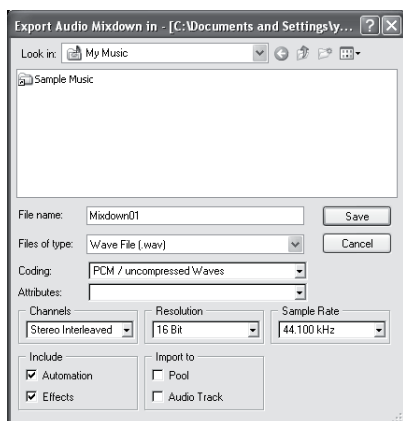 Export Audio Mixdown in - [C:\Documents and Settings\y...
Look in: My Music
Sample Music
File name: Mixdown01 Save
Files of type: Wave File (.wav) Cancel
Coding: PCM / uncompressed Waves
Attributes:
Channels Resolution Sample Rate
Stereo Interleaved 16 Bit 44.100 kHz
Include Import to
Automation Pool
Effects Audio Track